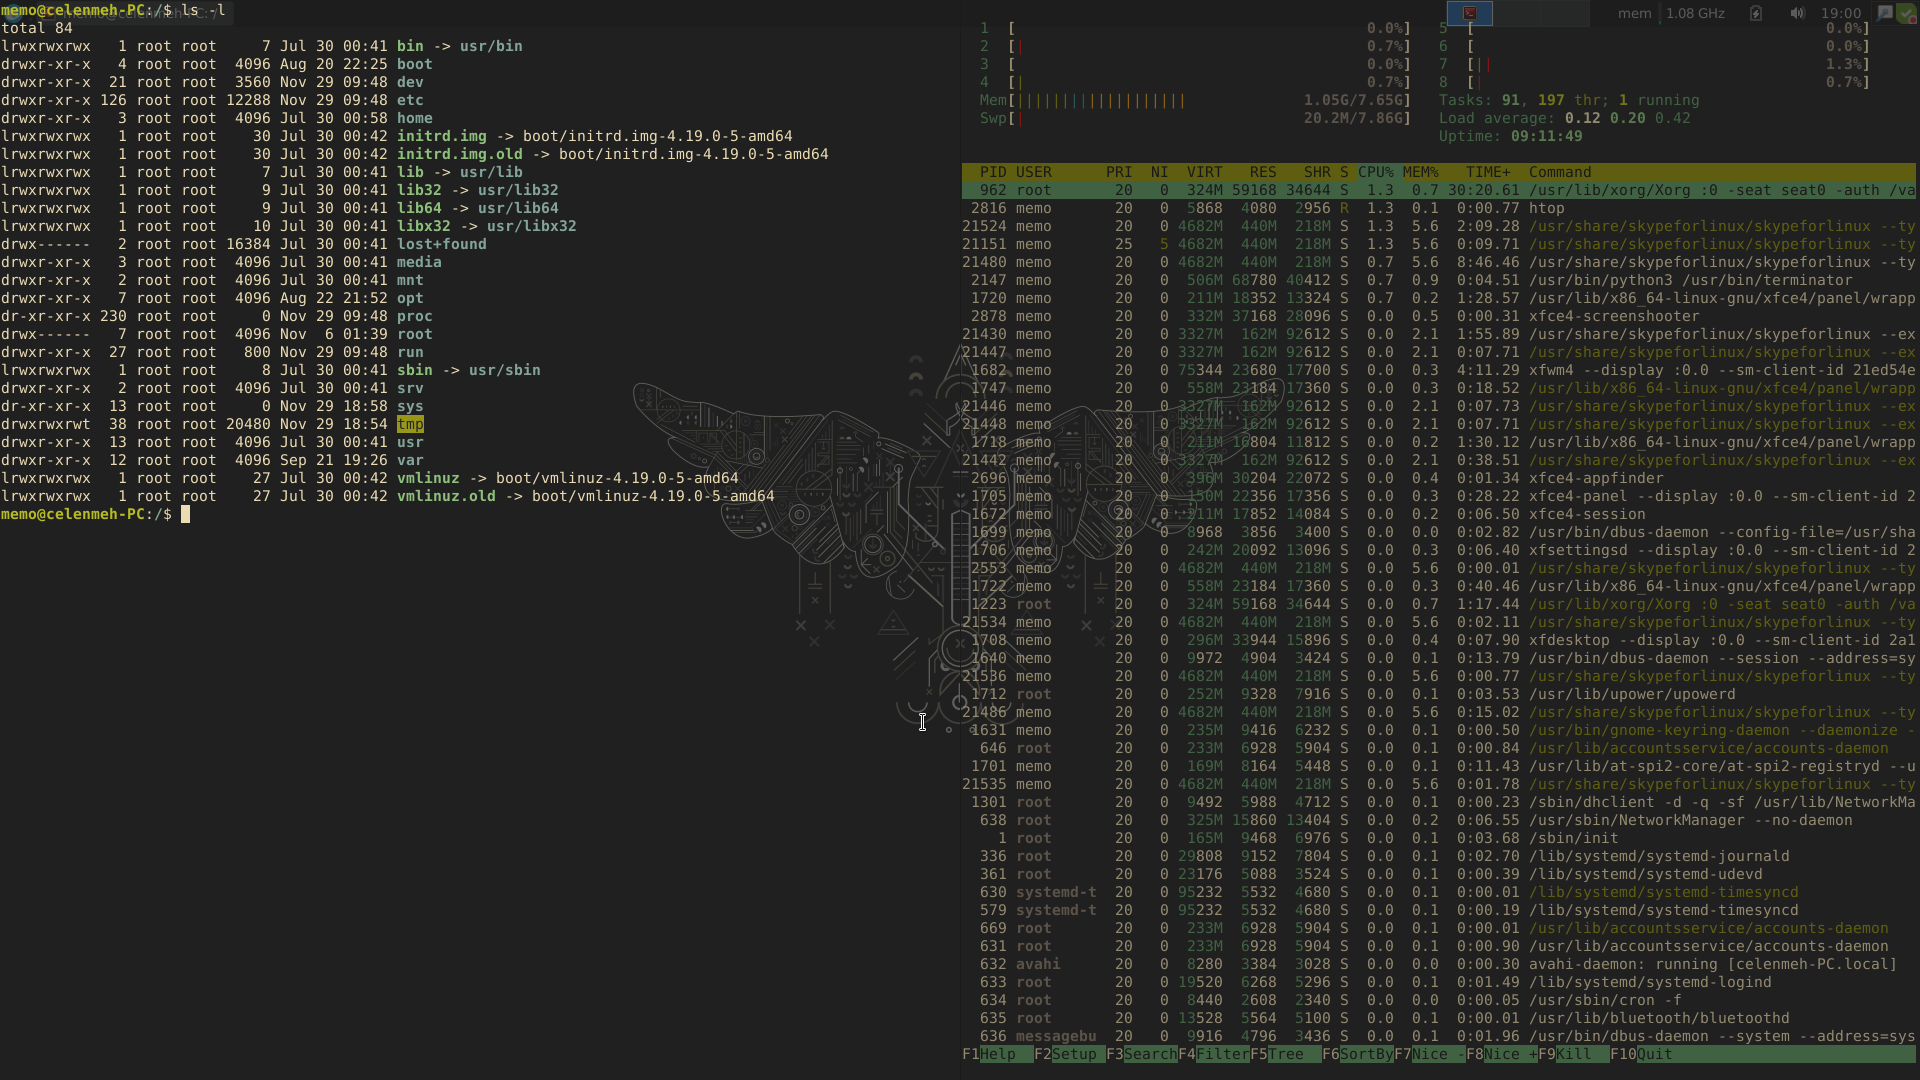 memo@celenmeh-PC:/$ ls -l
total 84
lrwxrwxrwx   1 root root     7 Jul 30 00:41 bin -> usr/bin
drwxr-xr-x   4 root root  4096 Aug 20 22:25 boot
drwxr-xr-x  21 root root  3560 Nov 29 09:48 dev
drwxr-xr-x 126 root root 12288 Nov 29 09:48 etc
drwxr-xr-x   3 root root  4096 Jul 30 00:58 home
lrwxrwxrwx   1 root root    30 Jul 30 00:42 initrd.img -> boot/initrd.img-4.19.0-5-amd64
lrwxrwxrwx   1 root root    30 Jul 30 00:42 initrd.img.old -> boot/initrd.img-4.19.0-5-amd64
lrwxrwxrwx   1 root root     7 Jul 30 00:41 lib -> usr/lib
lrwxrwxrwx   1 root root     9 Jul 30 00:41 lib32 -> usr/lib32
lrwxrwxrwx   1 root root     9 Jul 30 00:41 lib64 -> usr/lib64
lrwxrwxrwx   1 root root    10 Jul 30 00:41 libx32 -> usr/libx32
drwx------   2 root root 16384 Jul 30 00:41 lost+found
drwxr-xr-x   3 root root  4096 Jul 30 00:41 media
drwxr-xr-x   2 root root  4096 Jul 30 00:41 mnt
drwxr-xr-x   7 root root  4096 Aug 22 21:52 opt
dr-xr-xr-x 230 root root     0 Nov 29 09:48 proc
drwx------   7 root root  4096 Nov  6 01:39 root
drwxr-xr-x  27 root root   800 Nov 29 09:48 run
lrwxrwxrwx   1 root root     8 Jul 30 00:41 sbin -> usr/sbin
drwxr-xr-x   2 root root  4096 Jul 30 00:41 srv
dr-xr-xr-x  13 root root     0 Nov 29 18:58 sys
drwxrwxrwt  38 root root 20480 Nov 29 18:54 tmp
drwxr-xr-x  13 root root  4096 Jul 30 00:41 usr
drwxr-xr-x  12 root root  4096 Sep 21 19:26 var
lrwxrwxrwx   1 root root    27 Jul 30 00:42 vmlinuz -> boot/vmlinuz-4.19.0-5-amd64
lrwxrwxrwx   1 root root    27 Jul 30 00:42 vmlinuz.old -> boot/vmlinuz-4.19.0-5-amd64
memo@celenmeh-PC:/$
mem 1.08 GHz 19:00
1 [ 0.0%] 5 [ 0.0%]
2 [| 0.7%] 6 [ 0.0%]
3 [ 0.0%] 7 [|| 1.3%]
4 [| 0.7%] 8 [| 0.7%]
Mem[||||||||||||||||||| 1.05G/7.65G] Tasks: 91, 197 thr; 1 running
Swp[| 20.2M/7.86G] Load average: 0.12 0.20 0.42
Uptime: 09:11:49
PID USER PRI NI VIRT RES SHR S CPU% MEM% TIME+ Command
962 root 20 0 324M 59168 34644 S 1.3 0.7 30:20.61 /usr/lib/xorg/Xorg :0 -seat seat0 -auth /va
2816 memo 20 0 5868 4080 2956 R 1.3 0.1 0:00.77 htop
21524 memo 20 0 4682M 440M 218M S 1.3 5.6 2:09.28 /usr/share/skypeforlinux/skypeforlinux --ty
21151 memo 25 5 4682M 440M 218M S 1.3 5.6 0:09.71 /usr/share/skypeforlinux/skypeforlinux --ty
21480 memo 20 0 4682M 440M 218M S 0.7 5.6 8:46.46 /usr/share/skypeforlinux/skypeforlinux --ty
2147 memo 20 0 506M 68780 40412 S 0.7 0.9 0:04.51 /usr/bin/python3 /usr/bin/terminator
1720 memo 20 0 211M 18352 13324 S 0.7 0.2 1:28.57 /usr/lib/x86_64-linux-gnu/xfce4/panel/wrapp
2878 memo 20 0 332M 37168 28096 S 0.0 0.5 0:00.31 xfce4-screenshooter
21430 memo 20 0 3327M 162M 92612 S 0.0 2.1 1:55.89 /usr/share/skypeforlinux/skypeforlinux --ex
21447 memo 20 0 3327M 162M 92612 S 0.0 2.1 0:07.71 /usr/share/skypeforlinux/skypeforlinux --ex
1682 memo 20 0 75344 23680 17700 S 0.0 0.3 4:11.29 xfwm4 --display :0.0 --sm-client-id 21ed54e
1747 memo 20 0 558M 23184 17360 S 0.0 0.3 0:18.52 /usr/lib/x86_64-linux-gnu/xfce4/panel/wrapp
21446 memo 20 0 3327M 162M 92612 S 0.0 2.1 0:07.73 /usr/share/skypeforlinux/skypeforlinux --ex
21448 memo 20 0 3327M 162M 92612 S 0.0 2.1 0:07.71 /usr/share/skypeforlinux/skypeforlinux --ex
1718 memo 20 0 211M 16804 11812 S 0.0 0.2 1:30.12 /usr/lib/x86_64-linux-gnu/xfce4/panel/wrapp
21442 memo 20 0 3327M 162M 92612 S 0.0 2.1 0:38.51 /usr/share/skypeforlinux/skypeforlinux --ex
2696 memo 20 0 396M 30204 22072 S 0.0 0.4 0:01.34 xfce4-appfinder
1705 memo 20 0 150M 22356 17356 S 0.0 0.3 0:28.22 xfce4-panel --display :0.0 --sm-client-id 2
1672 memo 20 0 211M 17852 14084 S 0.0 0.2 0:06.50 xfce4-session
1699 memo 20 0 8968 3856 3400 S 0.0 0.0 0:02.82 /usr/bin/dbus-daemon --config-file=/usr/sha
1706 memo 20 0 242M 20092 13096 S 0.0 0.3 0:06.40 xfsettingsd --display :0.0 --sm-client-id 2
2553 memo 20 0 4682M 440M 218M S 0.0 5.6 0:00.01 /usr/share/skypeforlinux/skypeforlinux --ty
1722 memo 20 0 558M 23184 17360 S 0.0 0.3 0:40.46 /usr/lib/x86_64-linux-gnu/xfce4/panel/wrapp
1223 root 20 0 324M 59168 34644 S 0.0 0.7 1:17.44 /usr/lib/xorg/Xorg :0 -seat seat0 -auth /va
21534 memo 20 0 4682M 440M 218M S 0.0 5.6 0:02.11 /usr/share/skypeforlinux/skypeforlinux --ty
1708 memo 20 0 296M 33944 15896 S 0.0 0.4 0:07.90 xfdesktop --display :0.0 --sm-client-id 2a1
1640 memo 20 0 9972 4904 3424 S 0.0 0.1 0:13.79 /usr/bin/dbus-daemon --session --address=sy
21536 memo 20 0 4682M 440M 218M S 0.0 5.6 0:00.77 /usr/share/skypeforlinux/skypeforlinux --ty
1712 root 20 0 252M 9328 7916 S 0.0 0.1 0:03.53 /usr/lib/upower/upowerd
21486 memo 20 0 4682M 440M 218M S 0.0 5.6 0:15.02 /usr/share/skypeforlinux/skypeforlinux --ty
1631 memo 20 0 235M 9416 6232 S 0.0 0.1 0:00.50 /usr/bin/gnome-keyring-daemon --daemonize -
646 root 20 0 233M 6928 5904 S 0.0 0.1 0:00.84 /usr/lib/accountsservice/accounts-daemon
1701 memo 20 0 169M 8164 5448 S 0.0 0.1 0:11.43 /usr/lib/at-spi2-core/at-spi2-registryd --u
21535 memo 20 0 4682M 440M 218M S 0.0 5.6 0:01.78 /usr/share/skypeforlinux/skypeforlinux --ty
1301 root 20 0 9492 5988 4712 S 0.0 0.1 0:00.23 /sbin/dhclient -d -q -sf /usr/lib/NetworkMa
638 root 20 0 325M 15860 13404 S 0.0 0.2 0:06.55 /usr/sbin/NetworkManager --no-daemon
1 root 20 0 165M 9468 6976 S 0.0 0.1 0:03.68 /sbin/init
336 root 20 0 29808 9152 7804 S 0.0 0.1 0:02.70 /lib/systemd/systemd-journald
361 root 20 0 23176 5088 3524 S 0.0 0.1 0:00.39 /lib/systemd/systemd-udevd
630 systemd-t 20 0 95232 5532 4680 S 0.0 0.1 0:00.01 /lib/systemd/systemd-timesyncd
579 systemd-t 20 0 95232 5532 4680 S 0.0 0.1 0:00.19 /lib/systemd/systemd-timesyncd
669 root 20 0 233M 6928 5904 S 0.0 0.1 0:00.01 /usr/lib/accountsservice/accounts-daemon
631 root 20 0 233M 6928 5904 S 0.0 0.1 0:00.90 /usr/lib/accountsservice/accounts-daemon
632 avahi 20 0 8280 3384 3028 S 0.0 0.0 0:00.30 avahi-daemon: running [celenmeh-PC.local]
633 root 20 0 19520 6268 5296 S 0.0 0.1 0:01.49 /lib/systemd/systemd-logind
634 root 20 0 8440 2608 2340 S 0.0 0.0 0:00.05 /usr/sbin/cron -f
635 root 20 0 13528 5564 5100 S 0.0 0.1 0:00.01 /usr/lib/bluetooth/bluetoothd
636 messagebu 20 0 9916 4796 3436 S 0.0 0.1 0:01.96 /usr/bin/dbus-daemon --system --address=sys
F1Help F2Setup F3SearchF4FilterF5Tree F6SortByF7Nice -F8Nice +F9Kill F10Quit